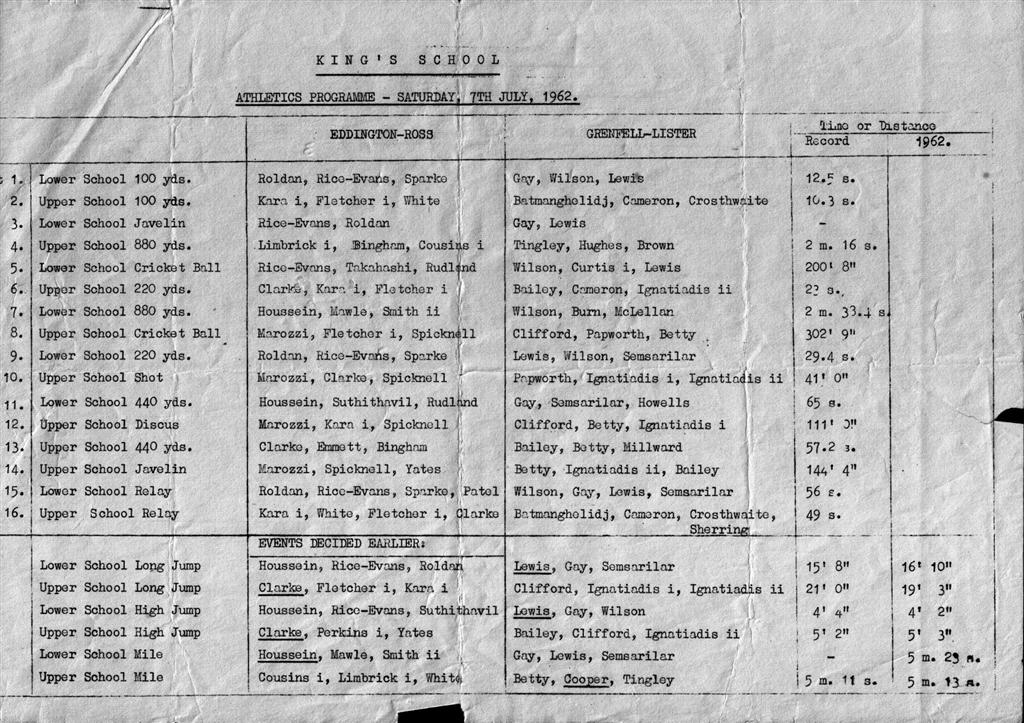 KING'S SCHOOL
ATHLETICS PROGRAMME - SATURDAY, 7TH JULY, 1962.
EDDINGTON-ROSS GRENFELL-LISTER Time or Distance
Record 1962.
1. Lower School 100 yds. Roldan, Rice-Evans, Sparke Gay, Wilson, Lewis 12.5 s.
2. Upper School 100 yds. Kara i, Fletcher i, White Batmanghelidj, Cameron, Crosthwaite 10.3 s.
3. Lower School Javelin Rice-Evans, Roldan Gay, Lewis -
4. Upper School 880 yds. Limbrick i, Bingham, Cousins i Tingley, Hughes, Brown 2 m. 16 s.
5. Lower School Cricket Ball Rice-Evans, Takahashi, Rudland Wilson, Curtis i, Lewis 200' 8"
6. Upper School 220 yds. Clarke, Kara i, Fletcher i Bailey, Cameron, Ignatiadis ii s.
7. Lower School 880 yds. Houssein, Mawle, Smith ii Wilson, Burn, McLellan 2 m. 33.4 s
8. Upper School Cricket Ball Marozzi, Fletcher i, Spicknell Clifford, Papworth, Betty 302' 9"
9. Lower School 220 yds. Roldan, Rice-Evans, Sparke Lewis, Wilson, Semsarilar 29.4 s.
10. Upper School Shot Marozzi, Clarke, Spicknell Papworth, Ignatiadis i, Ignatiadis ii 41' 0"
11. Lower School 440 yds. Houssein, Suthithavil, Rudland Gay, Semsarilar, Howells 65 s.
12. Upper School Discus Marozzi, Kara i, Spicknell Clifford, Betty, Ignatiadis i 111' 0"
13. Upper School 440 yds. Clarke, Emmett, Bingham Bailey, Betty, Millward 57.2 s.
14. Upper School Javelin Marozzi, Spicknell, Yates Betty, Ignatiadis ii, Bailey 144' 4"
15. Lower School Relay Roldan, Rice-Evans, Sparke, Patel Wilson, Gay, Lewis, Semsarilar 56 s.
16. Upper School Relay Kara i, White, Fletcher i, Clarke Batmanghelidj, Cameron, Crosthwaite, 49 s.
Sherring
EVENTS DECIDED EARLIER:
Lower School Long Jump Houssein, Rice-Evans, Roldan Lewis, Gay, Semsarilar 15' 8" 16' 10"
Upper School Long Jump Clarke, Fletcher i, Kara i Clifford, Ignatiadis i, Ignatiadis ii 21' 0" 19' 3"
Lower School High Jump Houssein, Rice-Evans, Suthithavil Lewis, Gay, Wilson 4' 4" 4' 2"
Upper School High Jump Clarke, Perkins i, Yates Bailey, Clifford, Ignatiadis ii 5' 2" 5' 3"
Lower School Mile Houssein, Mawle, Smith ii Gay, Lewis, Semsarilar - 5 m. 29 s.
Upper School Mile Cousins i, Limbrick i, White Betty, Cooper, Tingley 5 m. 11 s. 5 m. 13 s.